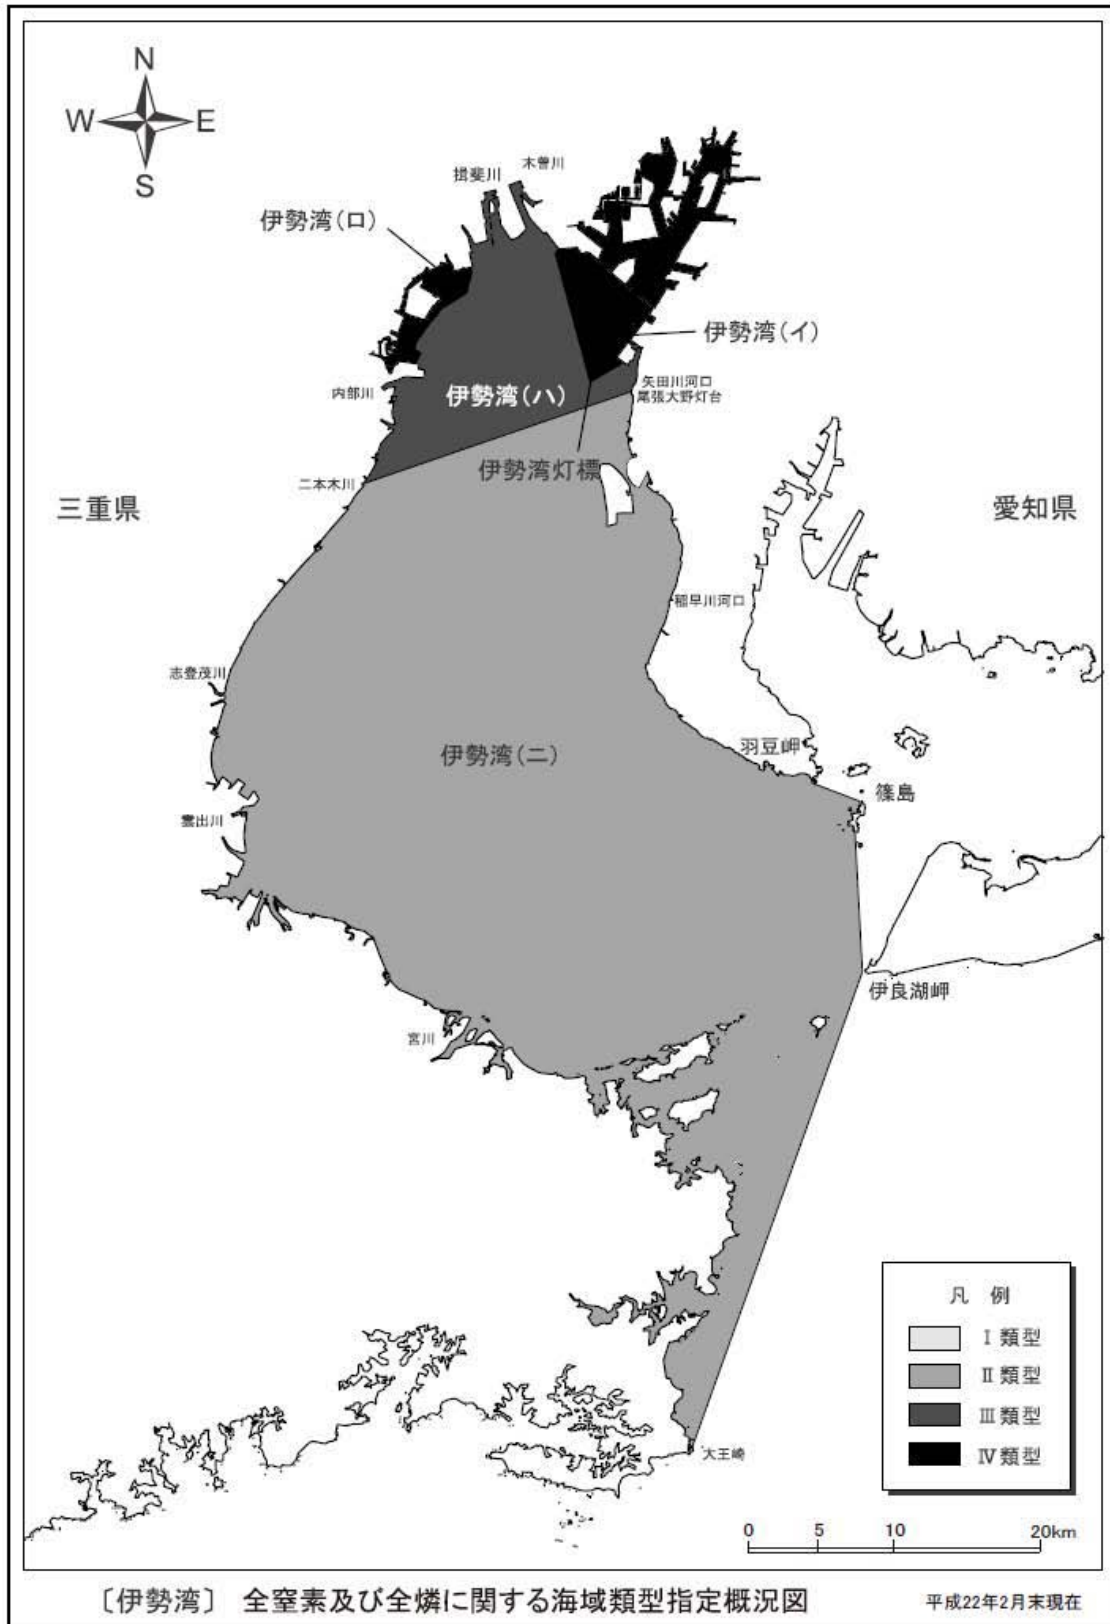 N
W E
S
木曽川
揖斐川
伊勢湾(ロ)
伊勢湾(イ)
矢田川河口
尾張大野灯台
内部川
伊勢湾(ハ)
伊勢湾灯標
二本木川
三重県
愛知県
稲早川河口
志登茂川
羽豆岬
伊勢湾(ニ)
篠島
雲出川
伊良湖岬
宮川
凡 例
Ⅰ類型
Ⅱ類型
Ⅲ類型
Ⅳ類型
大王崎
0 5 10 20km
〔伊勢湾〕 全窒素及び全燐に関する海域類型指定概況図
平成22年2月末現在